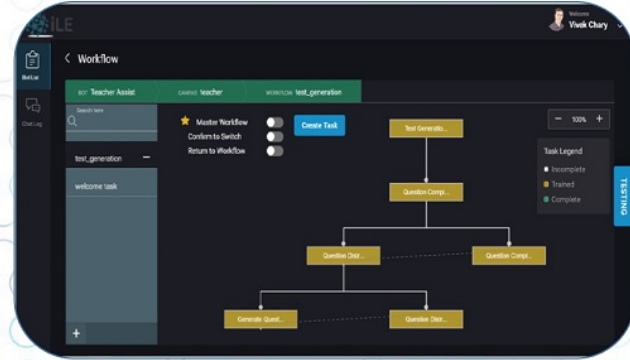 iLE
Welcome
Vivek Chary
Bot List
Chat Log
Workflow
BOT Teacher Assist
CANVAS teacher
WORKFLOW test_generation
Search here
test_generation
welcome task
Master Workflow
Confirm to Switch
Return to Workflow
Create Task
Test Generatio...
Question Compl...
Question Distr...
Question Compl...
Generate Quest...
Question Distr...
100%
Task Legend
Incomplete
Trained
Complete
TESTING